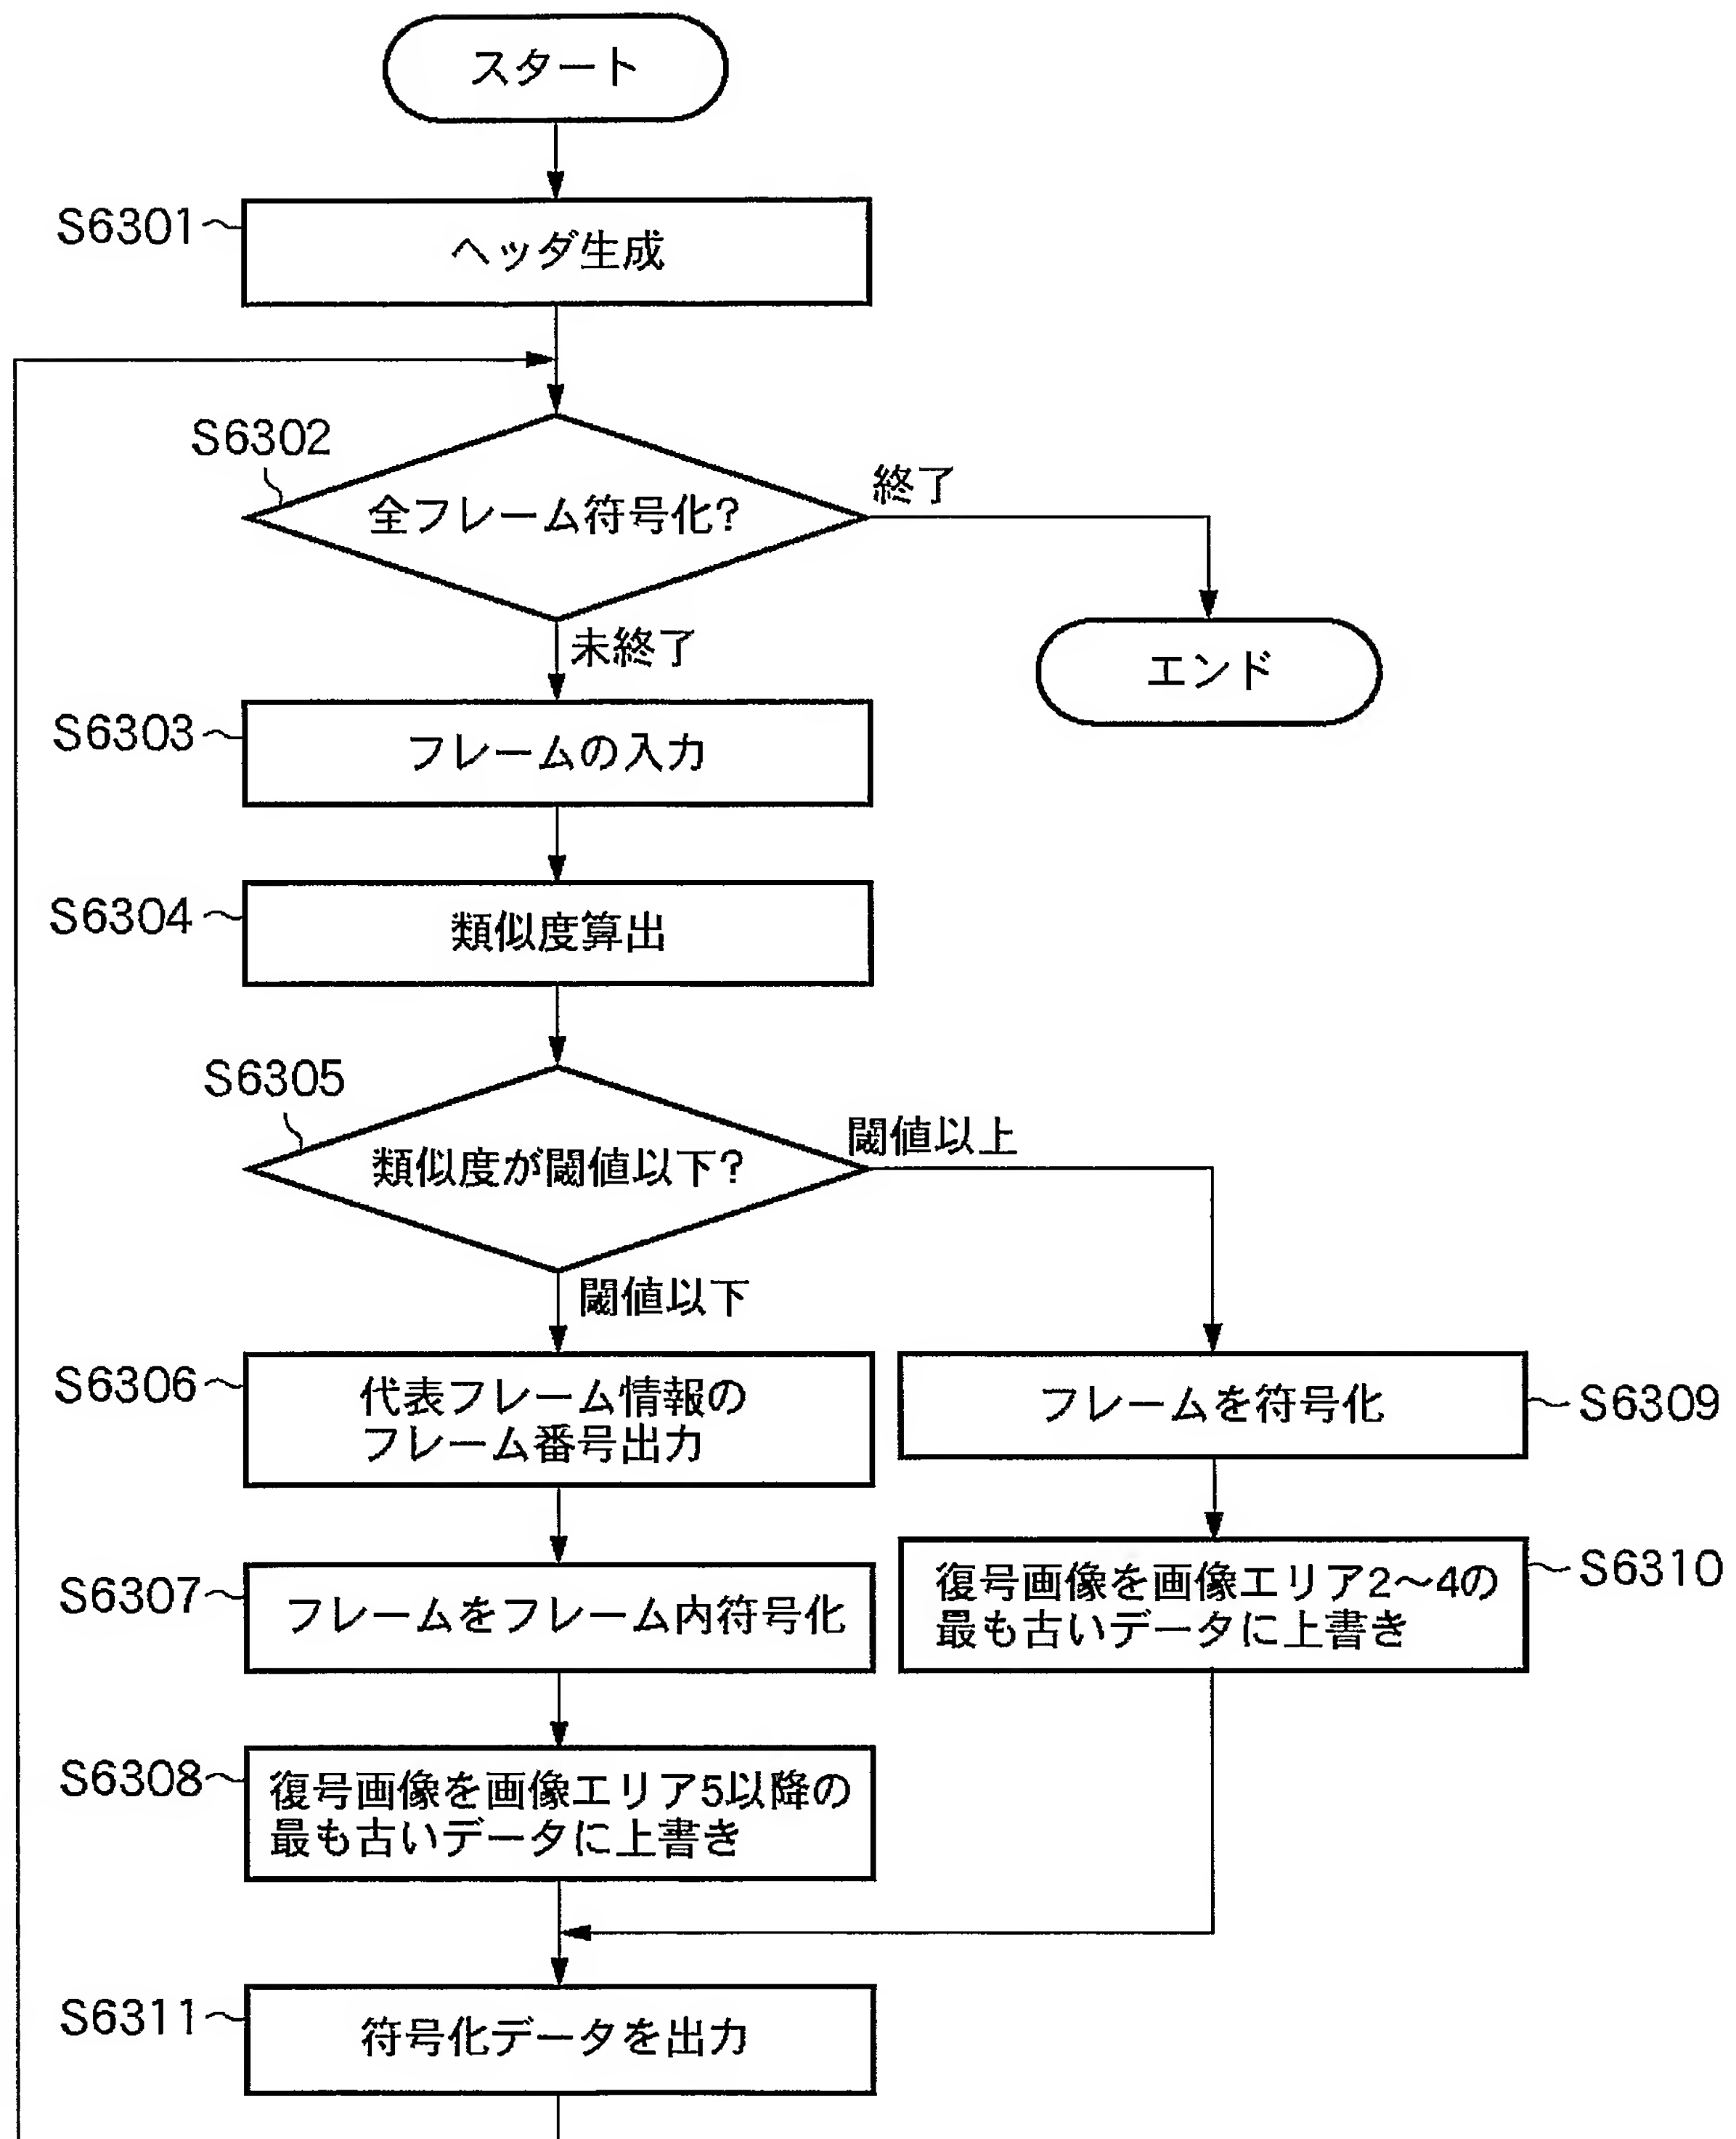 スタート
S6301
ヘッダ生成
S6302
全フレーム符号化?
終了
未終了
エンド
S6303
フレームの入力
S6304
類似度算出
S6305
類似度が閾値以下?
閾値以上
閾値以下
S6306
代表フレーム情報の
フレーム番号出力
フレームを符号化
S6309
S6307
フレームをフレーム内符号化
復号画像を画像エリア2〜4の
最も古いデータに上書き
S6310
S6308
復号画像を画像エリア5以降の
最も古いデータに上書き
S6311
符号化データを出力